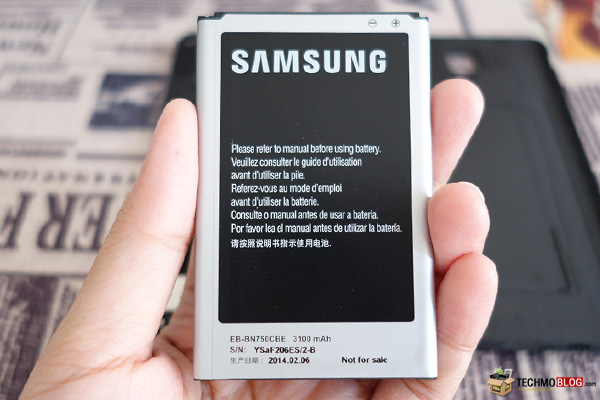 SAMSUNG
Please refer to manual before using battery.
Veuillez consulter le guide d'utilisation
avant d'utiliser la pile.
Referez-vous au mode d'emploi
avant d'utiliser la batterie.
Consulte o manual antes de usar a bateria.
Por favor lea el manual antes de utilizar la batería.
请按照说明书指示使用电池.
EB-BN750CBE 3100 mAh
S/N: YSaF206ES/2-B
生产日期: 2014.02.06 Not for sale
TECHMOBLOG.com